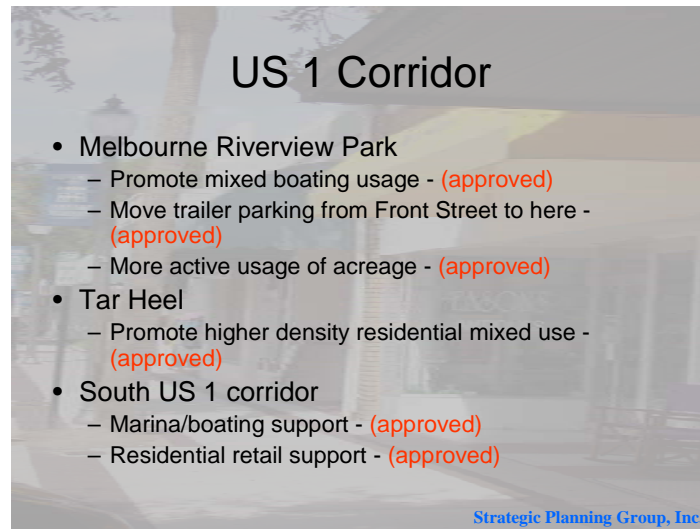 US 1 Corridor
• Melbourne Riverview Park
– Promote mixed boating usage - (approved)
– Move trailer parking from Front Street to here -
(approved)
– More active usage of acreage - (approved)
• Tar Heel
– Promote higher density residential mixed use -
(approved)
• South US 1 corridor
– Marina/boating support - (approved)
– Residential retail support - (approved)
Strategic Planning Group, Inc